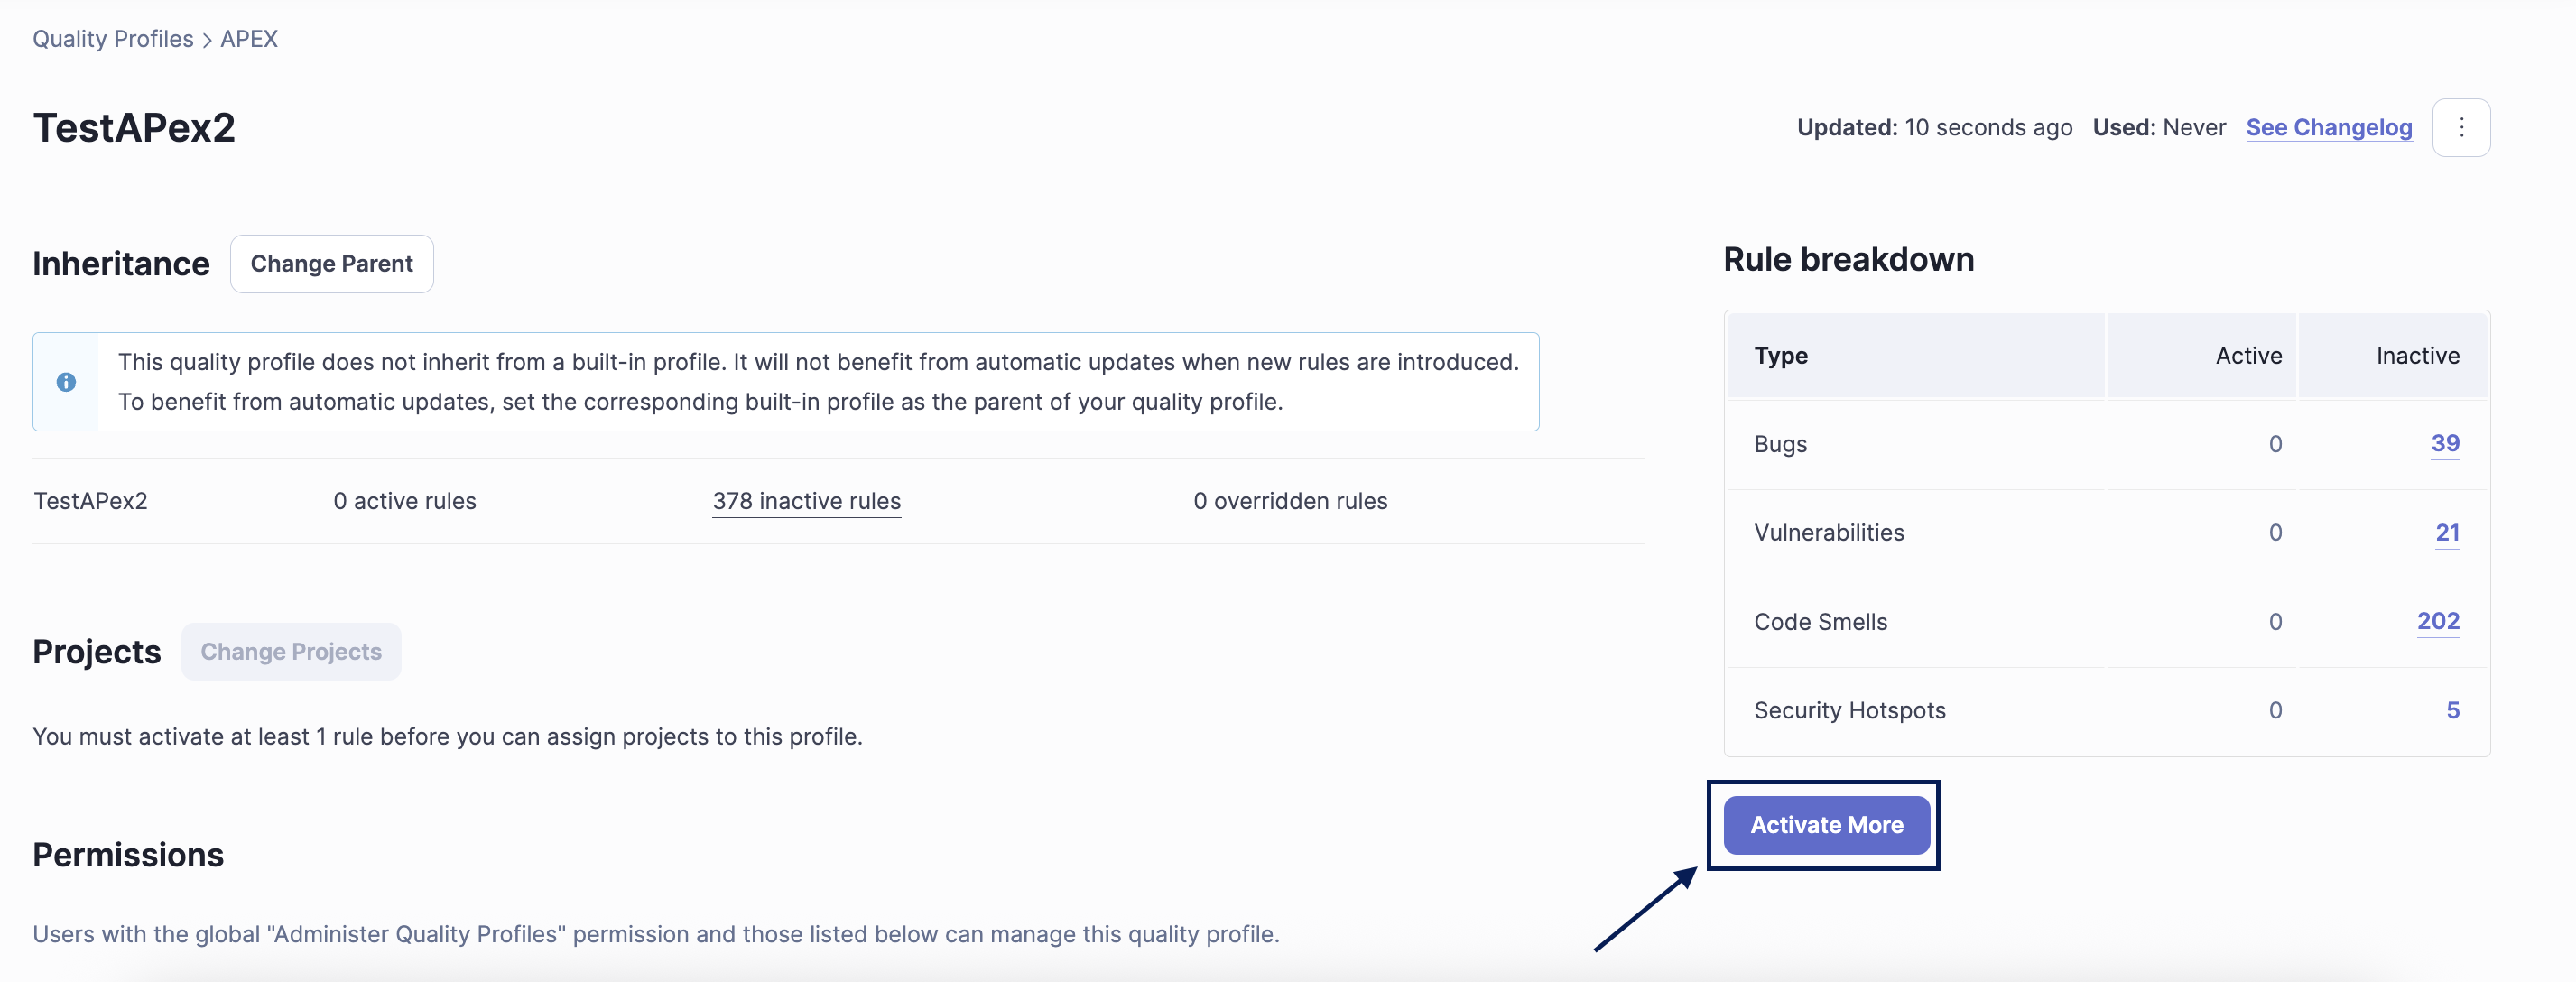 Quality Profiles > APEX
TestAPex2
Updated: 10 seconds ago Used: Never See Changelog
Inheritance Change Parent
This quality profile does not inherit from a built-in profile. It will not benefit from automatic updates when new rules are introduced.
To benefit from automatic updates, set the corresponding built-in profile as the parent of your quality profile.
TestAPex2 0 active rules 378 inactive rules 0 overridden rules
Projects Change Projects
You must activate at least 1 rule before you can assign projects to this profile.
Permissions
Users with the global "Administer Quality Profiles" permission and those listed below can manage this quality profile.
Rule breakdown
Type Active Inactive
Bugs 0 39
Vulnerabilities 0 21
Code Smells 0 202
Security Hotspots 0 5
Activate More